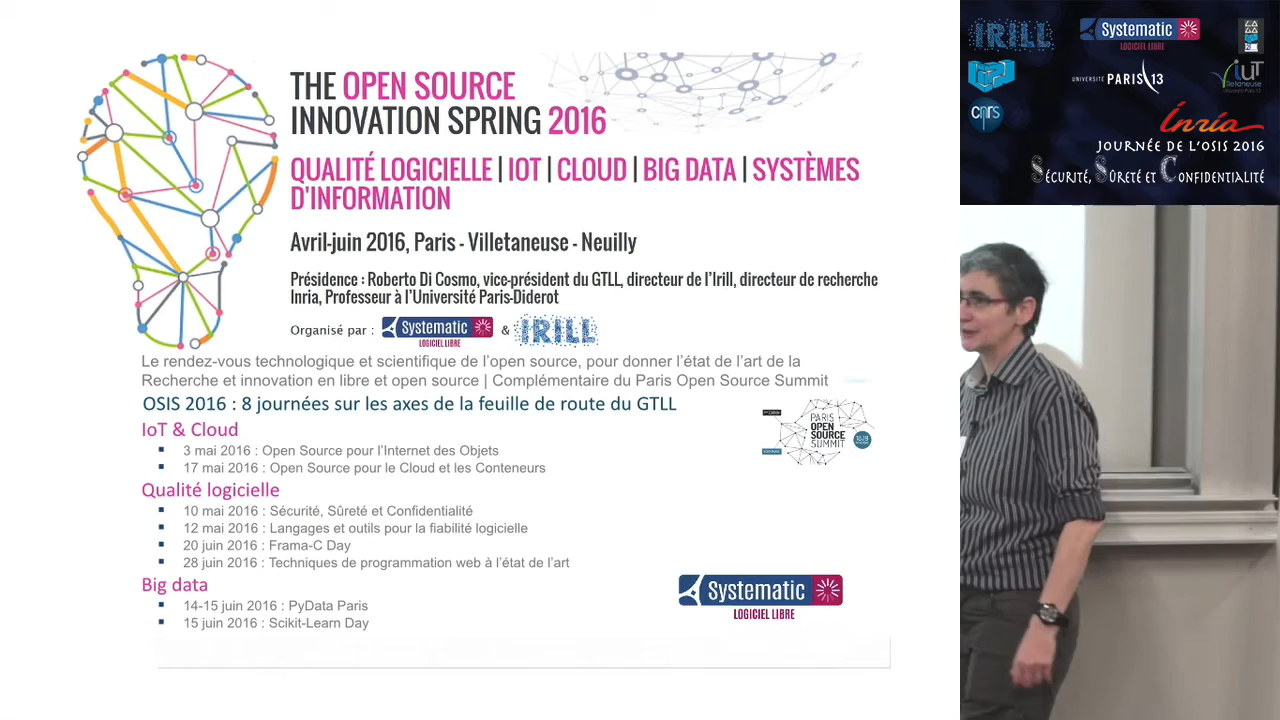 THE OPEN SOURCE
INNOVATION SPRING 2016
QUALITÉ LOGICIELLE | IOT | CLOUD | BIG DATA | SYSTÈMES
D'INFORMATION
Avril-juin 2016, Paris - Villetaneuse - Neuilly
Présidence : Roberto Di Cosmo, vice-président du GTLL, directeur de l'Irill, directeur de recherche
Inria, Professeur à l'Université Paris-Diderot
Organisé par : Systematic & IRILL
LOGICIEL LIBRE
Le rendez-vous technologique et scientifique de l'open source, pour donner l'état de l'art de la
Recherche et innovation en libre et open source | Complémentaire du Paris Open Source Summit
OSIS 2016 : 8 journées sur les axes de la feuille de route du GTLL
PARIS
OPEN
SOURCE
SUMMIT
IoT & Cloud
3 mai 2016 : Open Source pour l'Internet des Objets
17 mai 2016 : Open Source pour le Cloud et les Conteneurs
Qualité logicielle
10 mai 2016 : Sécurité, Sûreté et Confidentialité
12 mai 2016 : Langages et outils pour la fiabilité logicielle
20 juin 2016 : Frama-C Day
28 juin 2016 : Techniques de programmation web à l'état de l'art
Big data
14-15 juin 2016 : PyData Paris
15 juin 2016 : Scikit-Learn Day
Systematic
LOGICIEL LIBRE
IRILL
Systematic
LOGICIEL LIBRE
UNIVERSITÉ PARIS 13
iUT
cnrs
Inria
JOURNÉE DE L'OSIS 2016
SÉCURITÉ, SÛRETÉ ET CONFIDENTIALITÉ